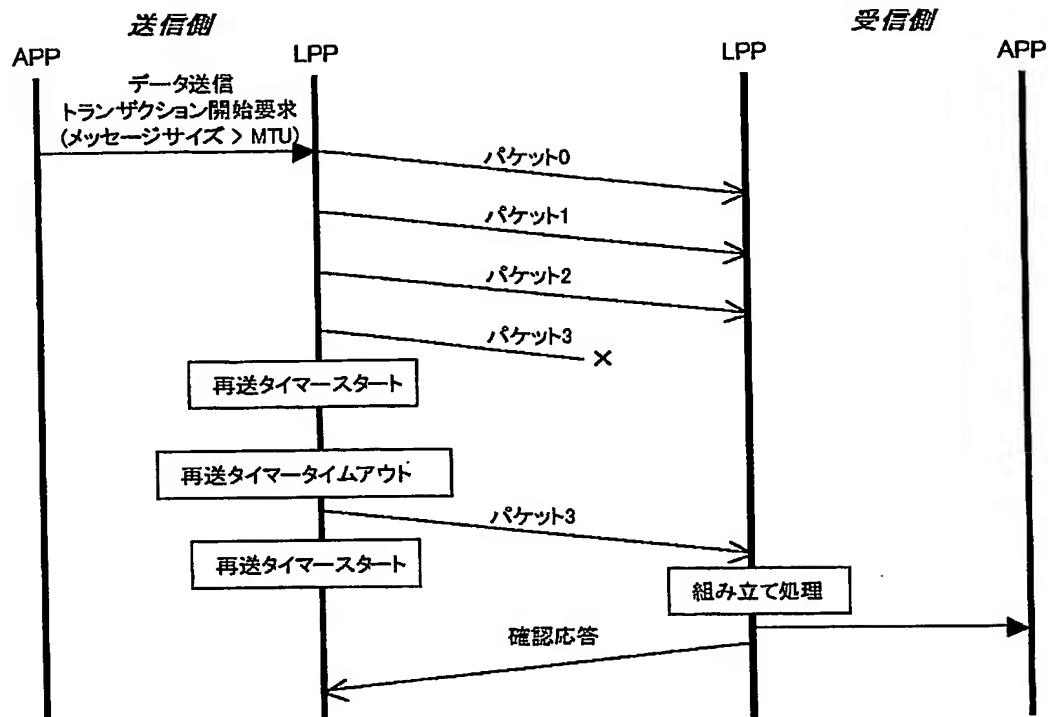 送信側
受信側
APP
LPP
LPP
APP
データ送信
トランザクション開始要求
(メッセージサイズ > MTU)
パケット0
パケット1
パケット2
パケット3
×
再送タイマースタート
再送タイマータイムアウト
パケット3
再送タイマースタート
組み立て処理
確認応答